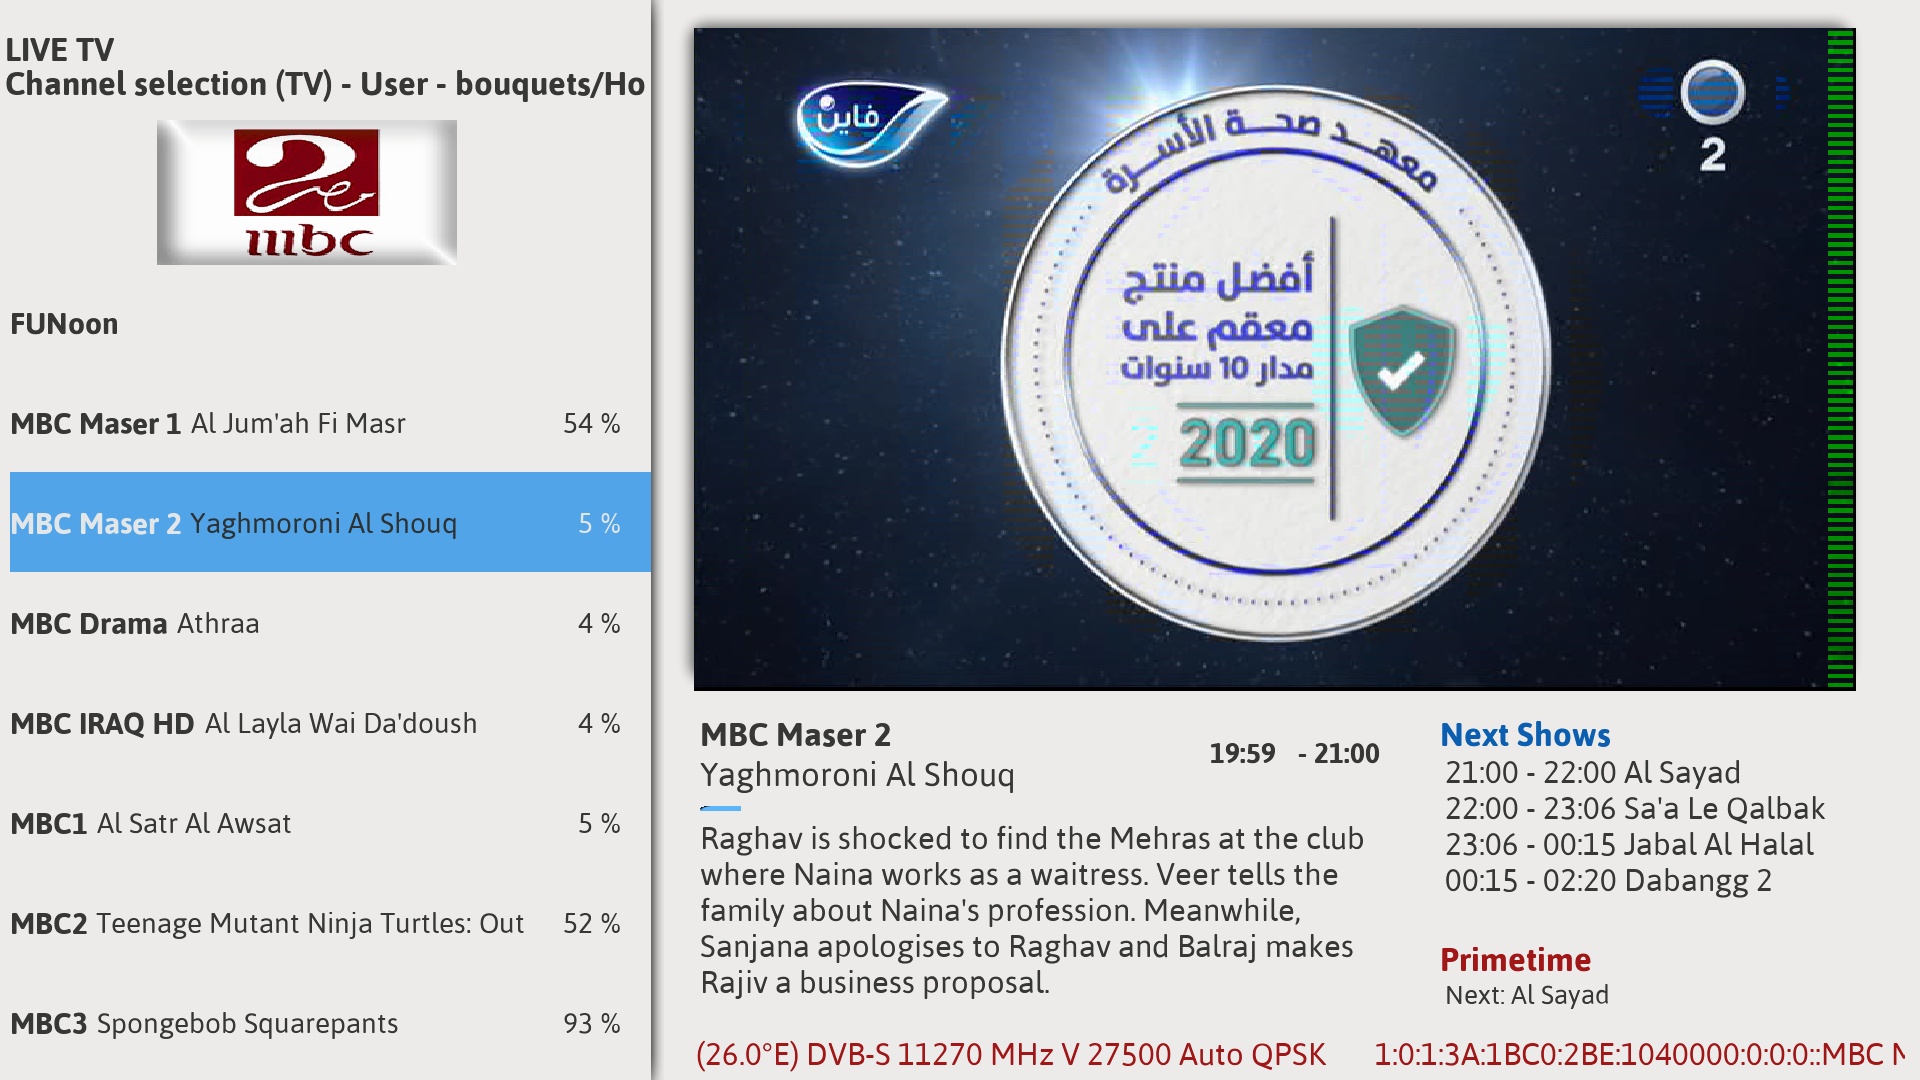 LIVE TV
Channel selection (TV) - User - bouquets/Ho
mbc
FUNoon
MBC Maser 1 Al Jum'ah Fi Masr 54 %
MBC Maser 2 Yaghmoroni Al Shouq 5 %
MBC Drama Athraa 4 %
MBC IRAQ HD Al Layla Wai Da'doush 4 %
MBC1 Al Satr Al Awsat 5 %
MBC2 Teenage Mutant Ninja Turtles: Out 52 %
MBC3 Spongebob Squarepants 93 %
فاين
2
معهد صحة الأسرة
أفضل منتج
معقم على
مدار 10 سنوات
2020
MBC Maser 2
Yaghmoroni Al Shouq
19:59 - 21:00
Raghav is shocked to find the Mehras at the club
where Naina works as a waitress. Veer tells the
family about Naina's profession. Meanwhile,
Sanjana apologises to Raghav and Balraj makes
Rajiv a business proposal.
Next Shows
21:00 - 22:00 Al Sayad
22:00 - 23:06 Sa'a Le Qalbak
23:06 - 00:15 Jabal Al Halal
00:15 - 02:20 Dabangg 2
Primetime
Next: Al Sayad
(26.0°E) DVB-S 11270 MHz V 27500 Auto QPSK
1:0:1:3A:1BC0:2BE:1040000:0:0:0::MBC